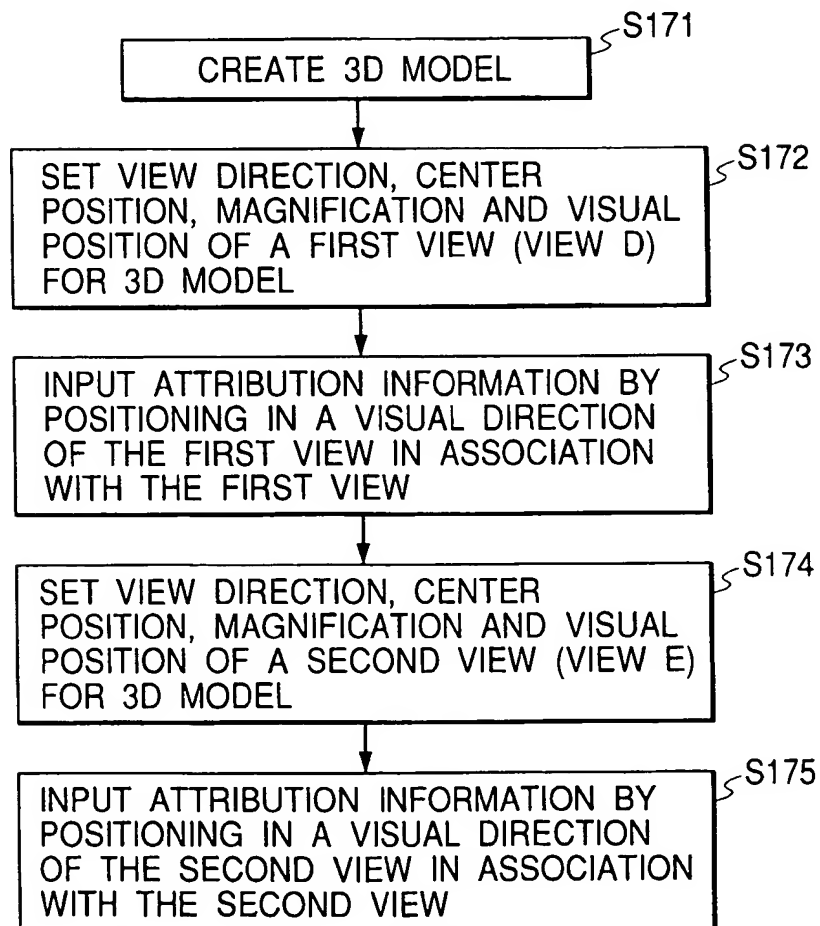 S171
CREATE 3D MODEL
S172
SET VIEW DIRECTION, CENTER
POSITION, MAGNIFICATION AND VISUAL
POSITION OF A FIRST VIEW (VIEW D)
FOR 3D MODEL
S173
INPUT ATTRIBUTION INFORMATION BY
POSITIONING IN A VISUAL DIRECTION
OF THE FIRST VIEW IN ASSOCIATION
WITH THE FIRST VIEW
S174
SET VIEW DIRECTION, CENTER
POSITION, MAGNIFICATION AND VISUAL
POSITION OF A SECOND VIEW (VIEW E)
FOR 3D MODEL
S175
INPUT ATTRIBUTION INFORMATION BY
POSITIONING IN A VISUAL DIRECTION
OF THE SECOND VIEW IN ASSOCIATION
WITH THE SECOND VIEW